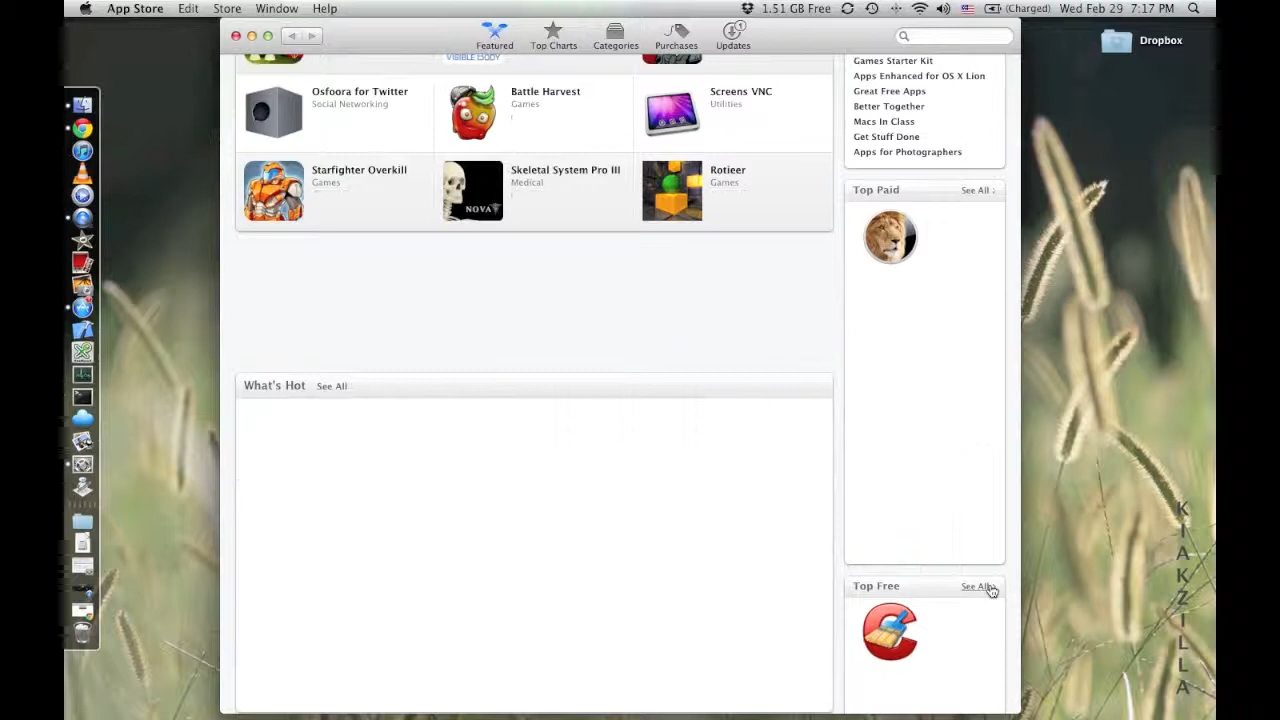 App Store Edit Store Window Help
1.51 GB Free (Charged) Wed Feb 29 7:17 PM
Featured Top Charts Categories Purchases Updates
1
Dropbox
VISIBLE BODY
Osfoora for Twitter
Social Networking
Battle Harvest
Games
Screens VNC
Utilities
Starfighter Overkill
Games
Skeletal System Pro III
Medical
NOVA
Rotieer
Games
What's Hot See All
Games Starter Kit
Apps Enhanced for OS X Lion
Great Free Apps
Better Together
Macs In Class
Get Stuff Done
Apps for Photographers
Top Paid See All ›
Top Free See All ›
KIAKZILLA